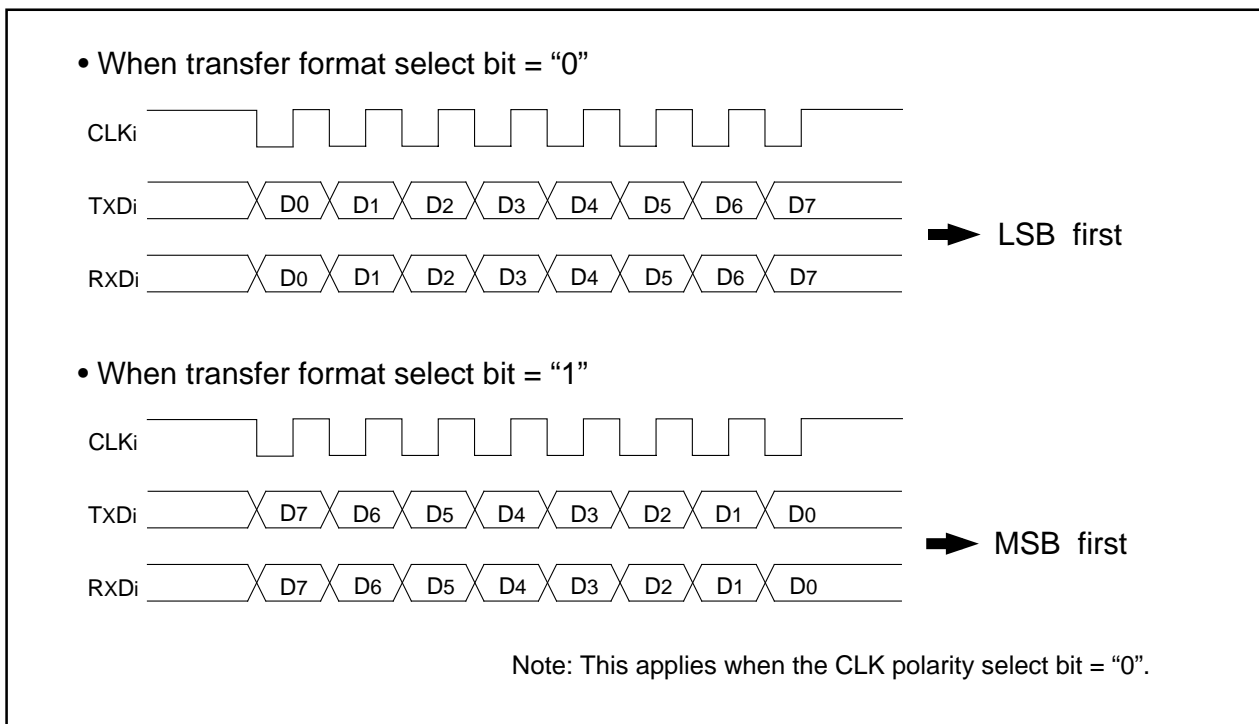 • When transfer format select bit = “0”
CLKi
TXDi D0 D1 D2 D3 D4 D5 D6 D7
LSB first
RXDi D0 D1 D2 D3 D4 D5 D6 D7
• When transfer format select bit = “1”
CLKi
TXDi D7 D6 D5 D4 D3 D2 D1 D0
MSB first
RXDi D7 D6 D5 D4 D3 D2 D1 D0
Note: This applies when the CLK polarity select bit = “0”.